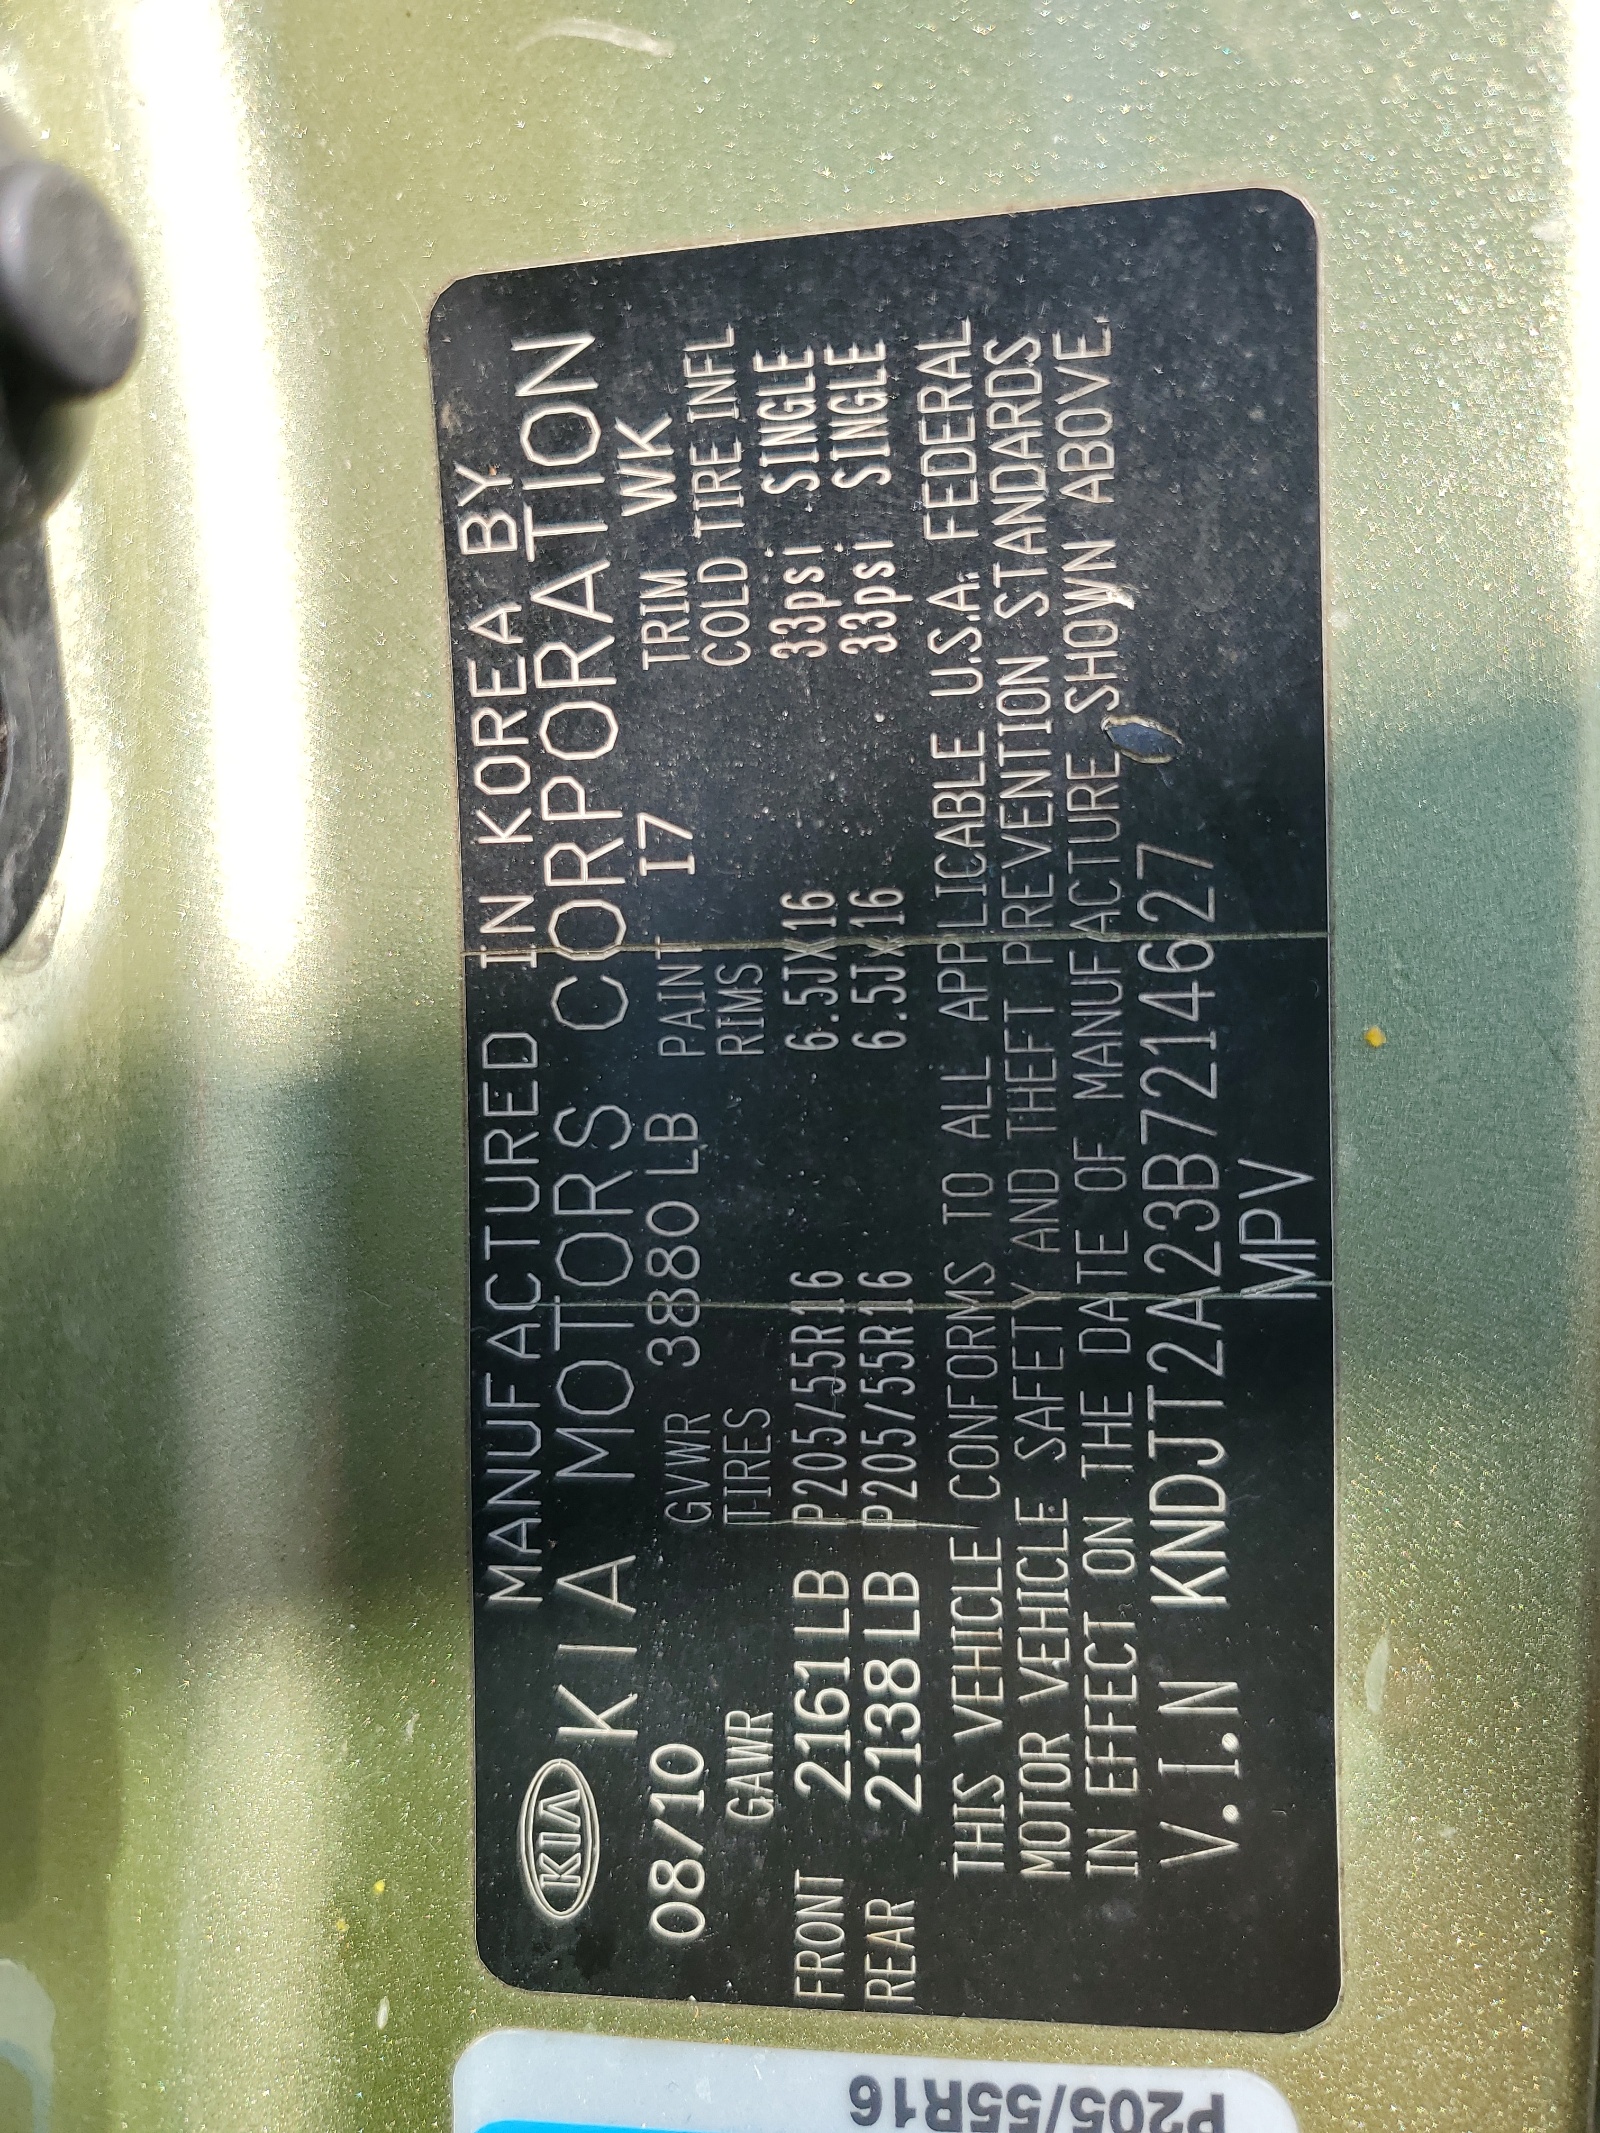 MANUFACTURED IN KOREA BY
KIA KIA MOTORS CORPORATION
08/10 GVWR 3880 LB PAINT I7 TRIM WK
GAWR TIRES RIMS COLD TIRE INFL
FRONT 2161 LB P205/55R16 6.5JX16 33psi SINGLE
REAR 2138 LB P205/55R16 6.5Jx16 33psi SINGLE
THIS VEHICLE CONFORMS TO ALL APPLICABLE U.S.A. FEDERAL
MOTOR VEHICLE SAFETY AND THEFT PREVENTION STANDARDS
IN EFFECT ON THE DATE OF MANUFACTURE SHOWN ABOVE.
V.I.N KNDJT2A23B7214627
MPV
P205/55R16